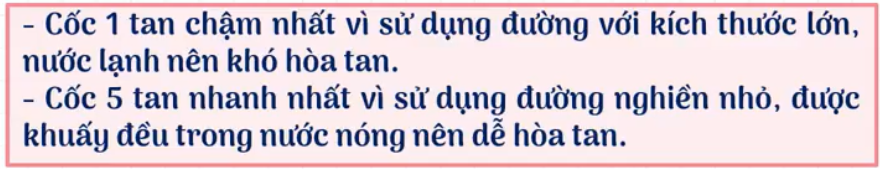 - Cốc 1 tan chậm nhất vì sử dụng đường với kích thước lớn,
nước lạnh nên khó hòa tan.
- Cốc 5 tan nhanh nhất vì sử dụng đường nghiền nhỏ, được
khuấy đều trong nước nóng nên dễ hòa tan.